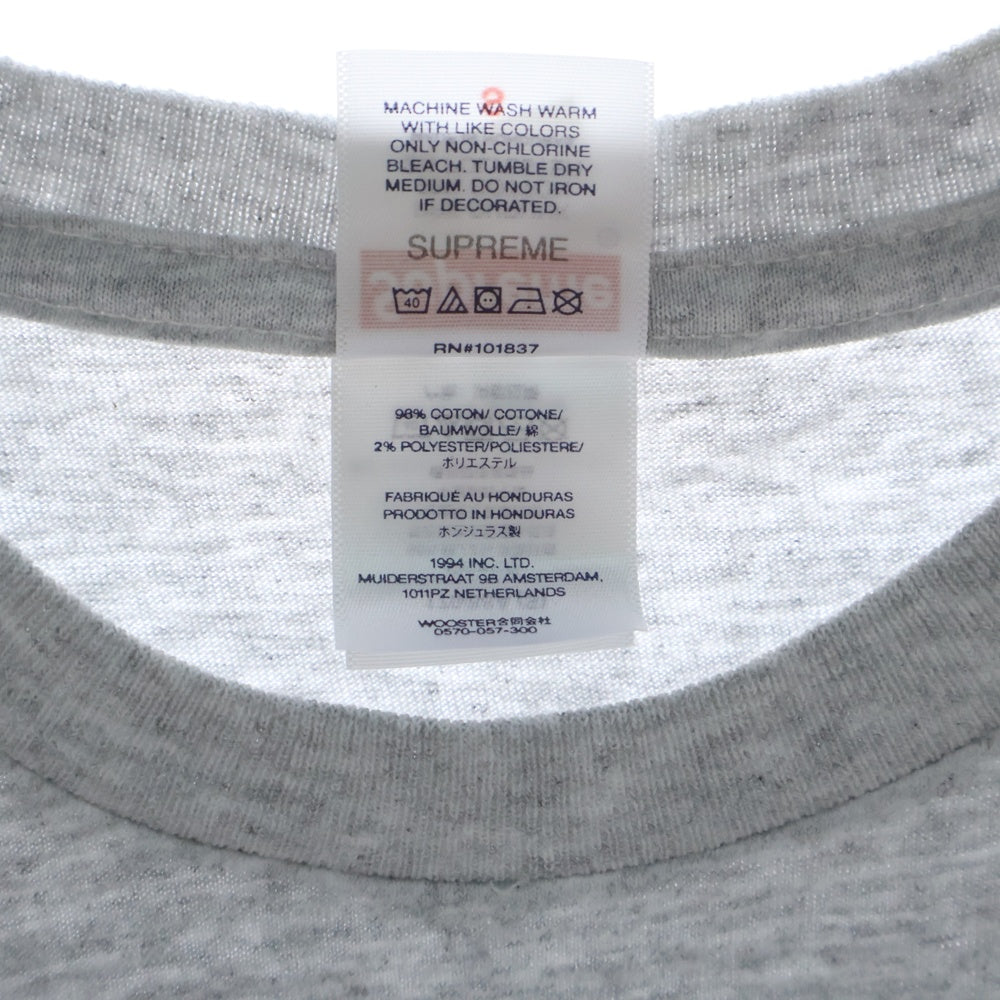 MACHINE WASH WARM
WITH LIKE COLORS
ONLY NON-CHLORINE
BLEACH. TUMBLE DRY
MEDIUM. DO NOT IRON
IF DECORATED.
SUPREME
40
RN#101837
98% COTON/ COTONE/
BAUMWOLLE/ 綿
2% POLYESTER/POLIESTERE/
ポリエステル
FABRIQUÉ AU HONDURAS
PRODOTTO IN HONDURAS
ホンジュラス製
1994 INC. LTD.
MUIDERSTRAAT 9B AMSTERDAM,
1011PZ NETHERLANDS
WOOSTER合同会社
0570-057-300